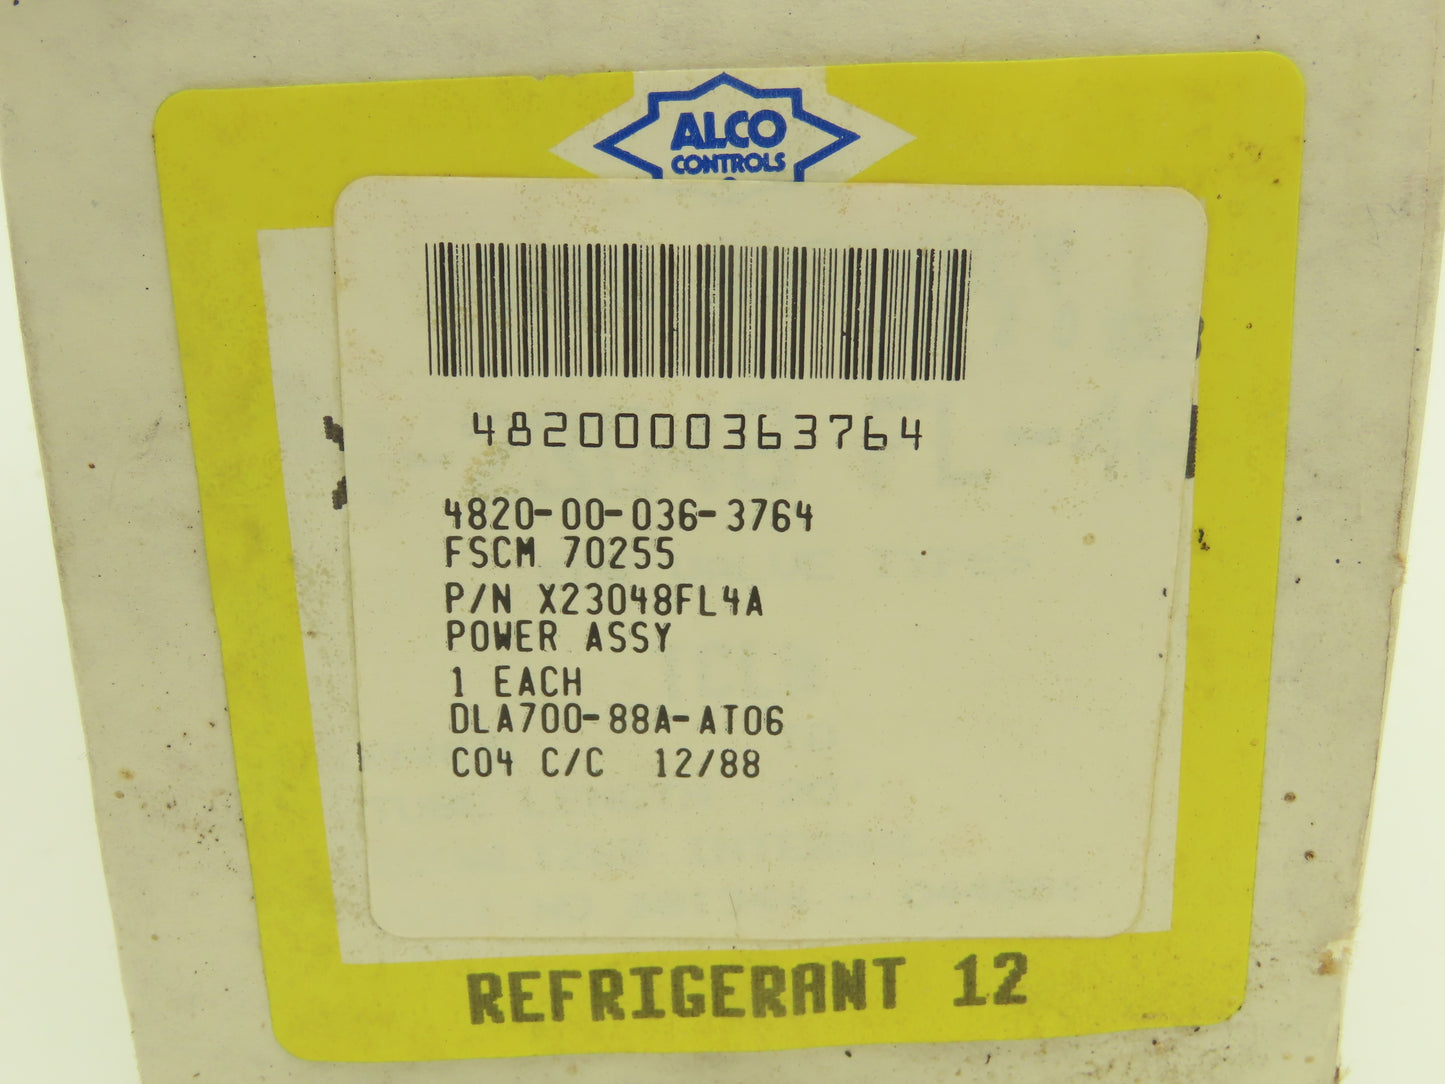 ALCO
CONTROLS
4820000363764
4820-00-036-3764
FSCM 70255
P/N X23048FL4A
POWER ASSY
1 EACH
DLA700-88A-AT06
C04 C/C 12/88
REFRIGERANT 12